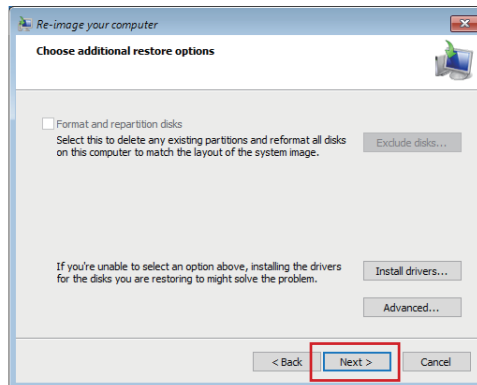 Re-image your computer
Choose additional restore options
Format and repartition disks
Select this to delete any existing partitions and reformat all disks
on this computer to match the layout of the system image.
Exclude disks...
If you're unable to select an option above, installing the drivers
for the disks you are restoring to might solve the problem.
Install drivers...
Advanced...
< Back
Next >
Cancel